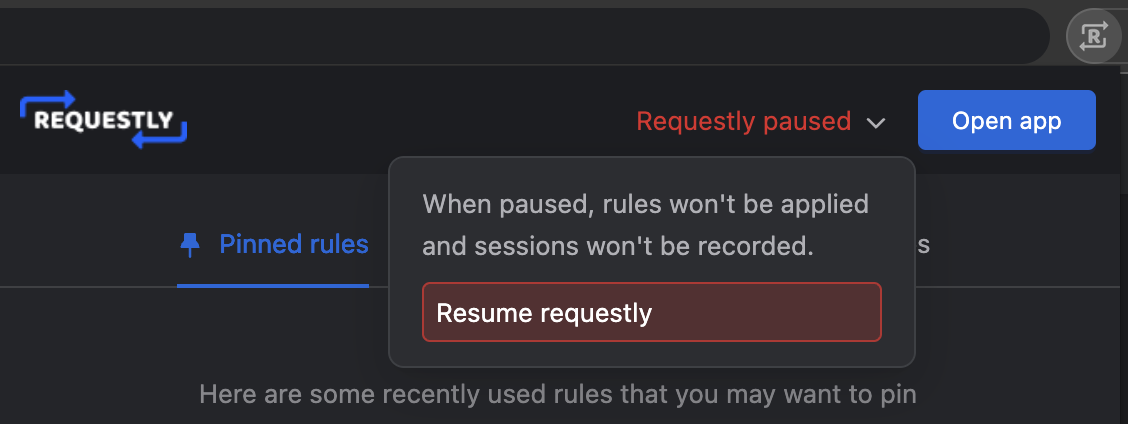 R
REQUESTLY
Requestly paused
Open app
When paused, rules won't be applied
and sessions won't be recorded.
Pinned rules
s
Resume requestly
Here are some recently used rules that you may want to pin